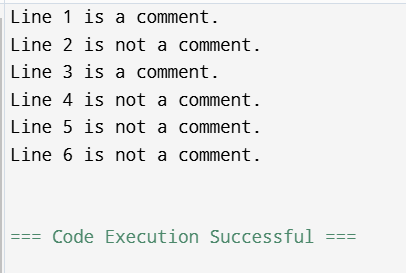 Line 1 is a comment.
Line 2 is not a comment.
Line 3 is a comment.
Line 4 is not a comment.
Line 5 is not a comment.
Line 6 is not a comment.
=== Code Execution Successful ===